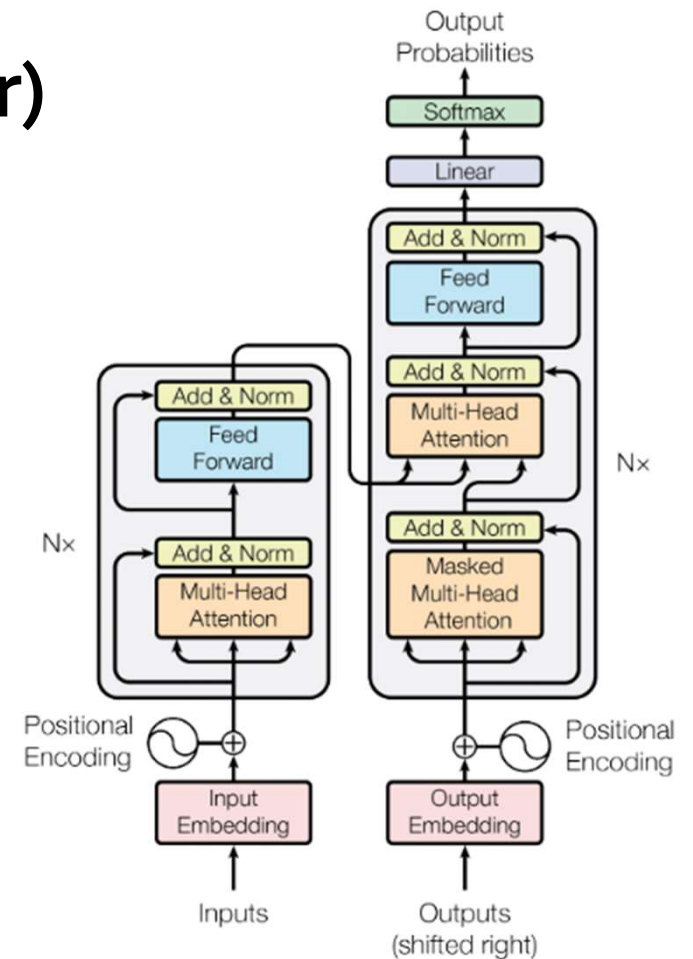 r)
Output
Probabilities
Softmax
Linear
Add & Norm
Feed
Forward
Add & Norm
Multi-Head
Attention
Nx
Add & Norm
Masked
Multi-Head
Attention
Add & Norm
Feed
Forward
Nx
Add & Norm
Multi-Head
Attention
Positional
Encoding
Positional
Encoding
Input
Embedding
Output
Embedding
Inputs
Outputs
(shifted right)